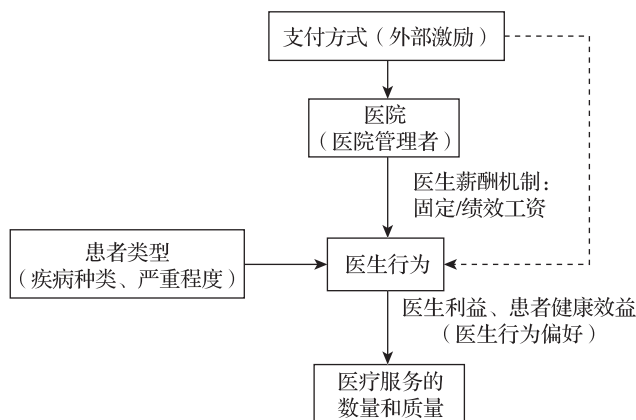 支付方式（外部激励）
医院
（医院管理者）
医生薪酬机制：
固定/绩效工资
患者类型
（疾病种类、严重程度）
医生行为
医生利益、患者健康效益
（医生行为偏好）
医疗服务的
数量和质量